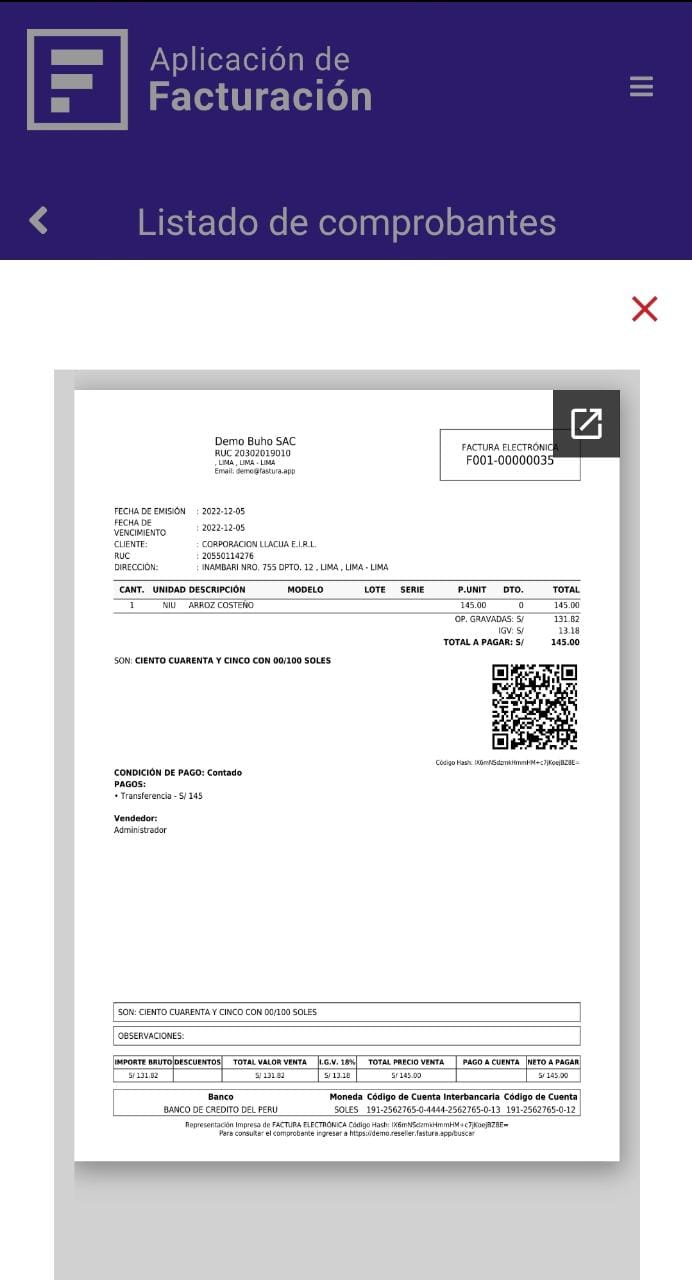 Aplicación de
Facturación
Listado de comprobantes
Demo Buho SAC
RUC 20302019010
, LIMA , LIMA - LIMA
Email: demo@fastura.app
FACTURA ELECTRÓNICA
F001-00000035
FECHA DE EMISIÓN : 2022-12-05
FECHA DE
VENCIMIENTO : 2022-12-05
CLIENTE: : CORPORACION LLACUA E.I.R.L.
RUC : 20550114276
DIRECCIÓN: : INAMBARI NRO. 755 DPTO. 12 , LIMA , LIMA - LIMA
CANT. UNIDAD DESCRIPCIÓN MODELO LOTE SERIE P.UNIT DTO. TOTAL
1 NIU ARROZ COSTEÑO 145.00 0 145.00
OP. GRAVADAS: S/ 131.82
IGV: S/ 13.18
TOTAL A PAGAR: S/ 145.00
SON: CIENTO CUARENTA Y CINCO CON 00/100 SOLES
Código Hash:
CONDICIÓN DE PAGO: Contado
PAGOS:
• Transferencia - S/ 145
Vendedor:
Administrador
SON: CIENTO CUARENTA Y CINCO CON 00/100 SOLES
OBSERVACIONES:
IMPORTE BRUTO DESCUENTOS TOTAL VALOR VENTA I.G.V. 18% TOTAL PRECIO VENTA PAGO A CUENTA NETO A PAGAR
S/ 131.82 S/ 131.82 S/ 13.18 S/ 145.00 S/ 145.00
Banco Moneda Código de Cuenta Interbancaria Código de Cuenta
BANCO DE CREDITO DEL PERU SOLES 191-2562765-0-4444-2562765-0-13 191-2562765-0-12
Representación Impresa de FACTURA ELECTRÓNICA Código Hash:
Para consultar el comprobante ingresar a https://demo.reseller.fastura.app/buscar